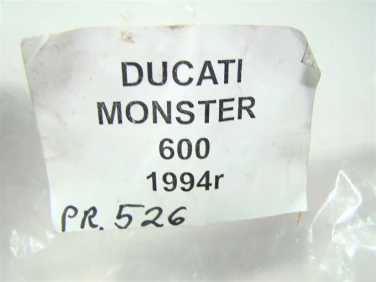 DUCATI
MONSTER
600
1994r
PR. 526